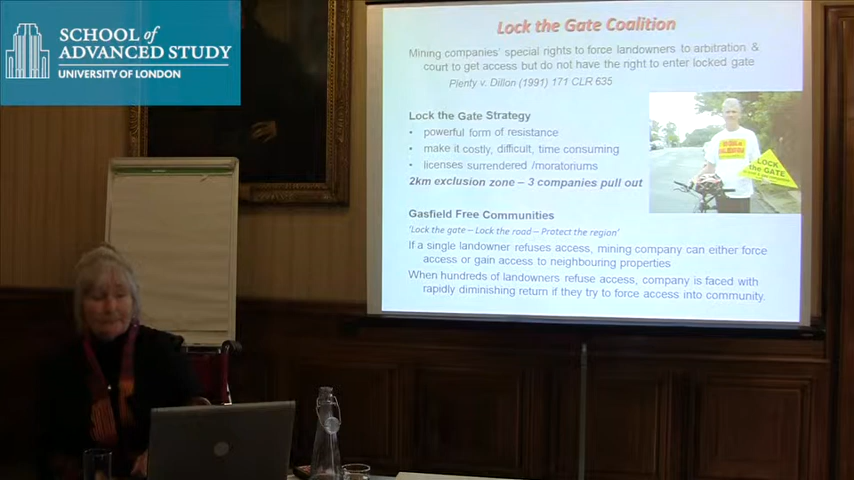 SCHOOL of
ADVANCED STUDY
UNIVERSITY OF LONDON
Lock the Gate Coalition
Mining companies' special rights to force landowners to arbitration &
court to get access but do not have the right to enter locked gate
Plenty v. Dillon (1991) 171 CLR 635
Lock the Gate Strategy
• powerful form of resistance
• make it costly, difficult, time consuming
• licenses surrendered /moratoriums
2km exclusion zone – 3 companies pull out
LOCK
the GATE
Gasfield Free Communities
'Lock the gate – Lock the road – Protect the region'
If a single landowner refuses access, mining company can either force
access or gain access to neighbouring properties
When hundreds of landowners refuse access, company is faced with
rapidly diminishing return if they try to force access into community.